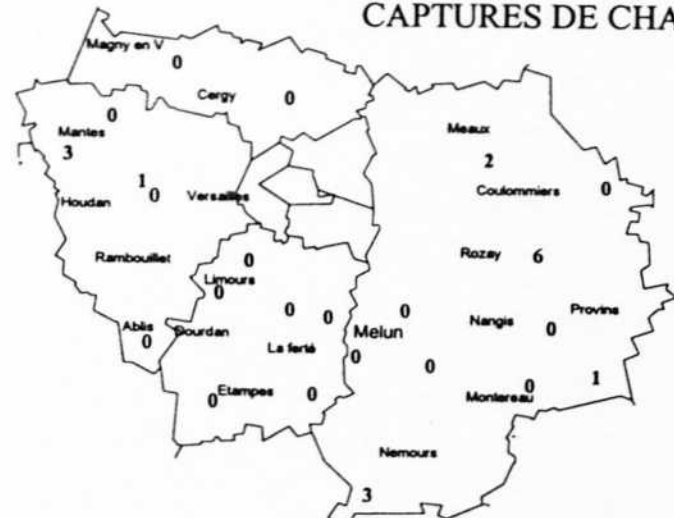 CAPTURES DE CHA
Magny en V
0
Cergy
0
0
Mantes
3
Meaux
2
1
0
Versailles
Coulommiers
0
Houdan
Rambouillet
0
Limours
0
Rozay
6
Ablis
0
Dourdan
0
0
La ferté
Melun
0
0
0
Nangis
0
Provins
Etampes
0
0
Montereau
0
1
Nemours
3